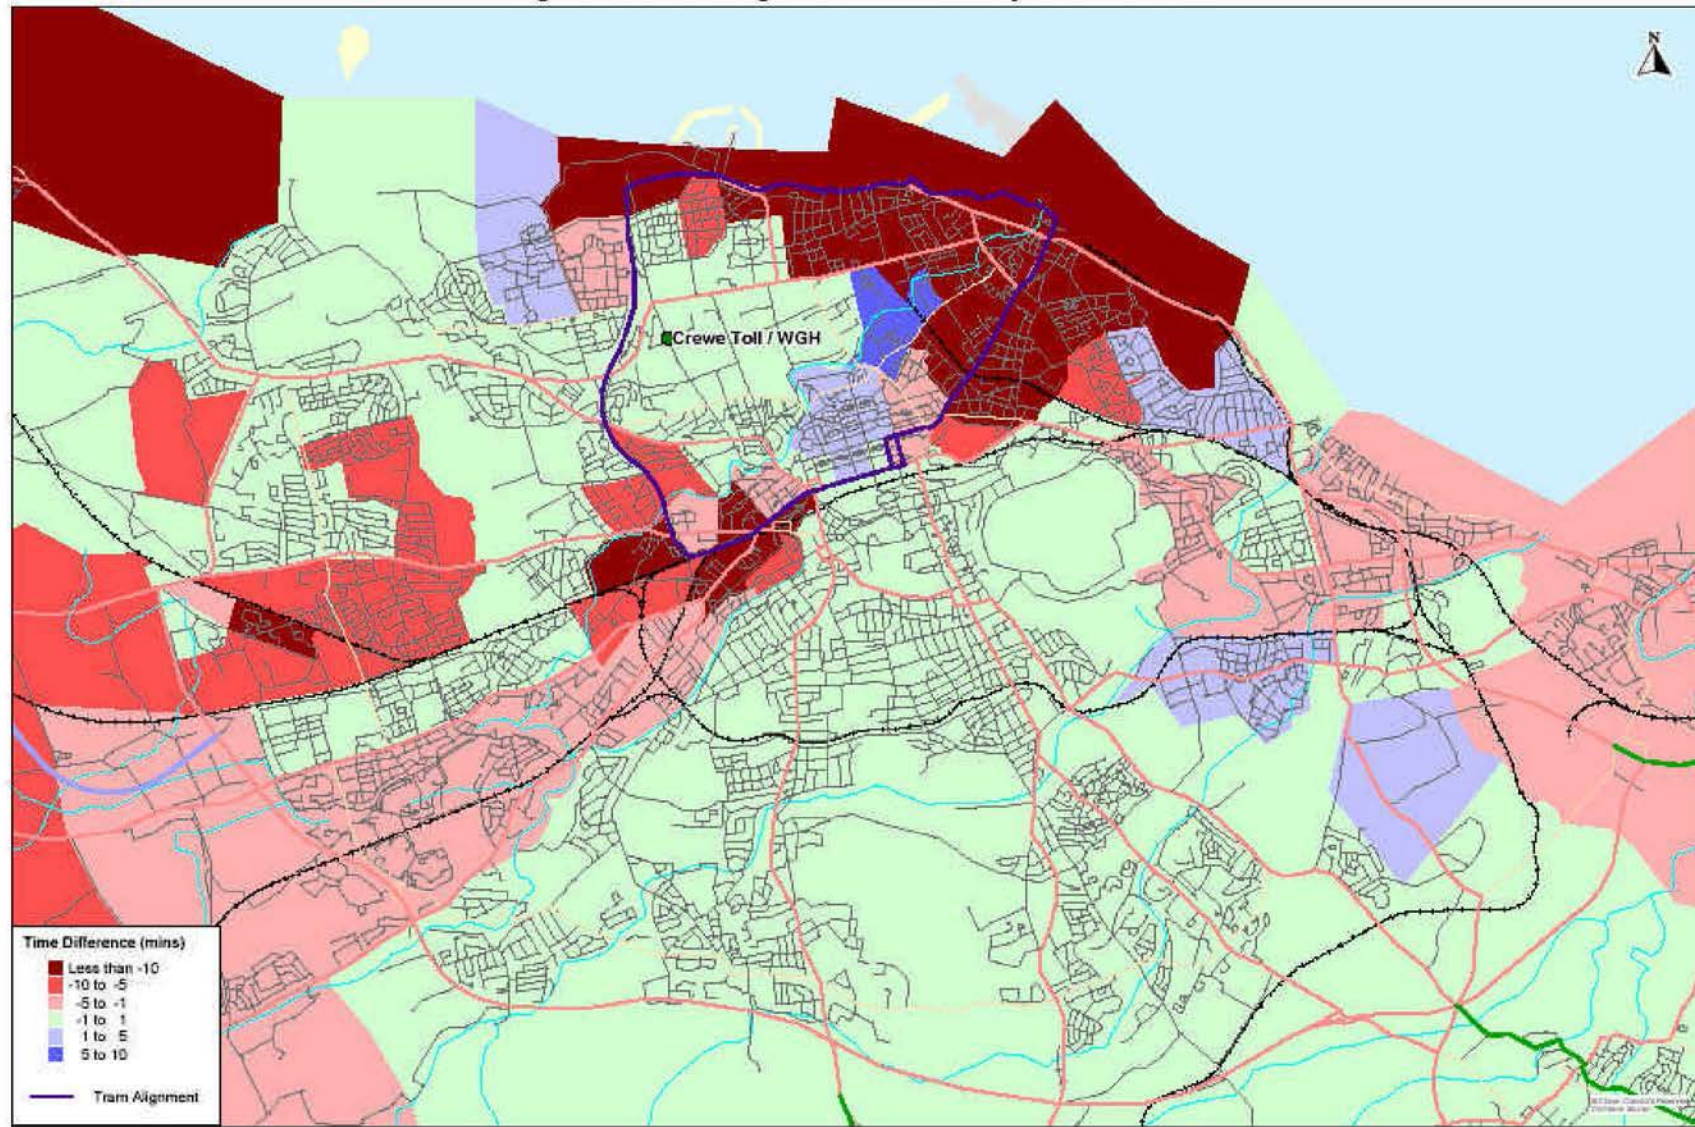 N
Crewe Toll / WGH
Time Difference (mins)
Less than -10
-10 to -5
-5 to -1
-1 to 1
1 to 5
5 to 10
Tram Alignment